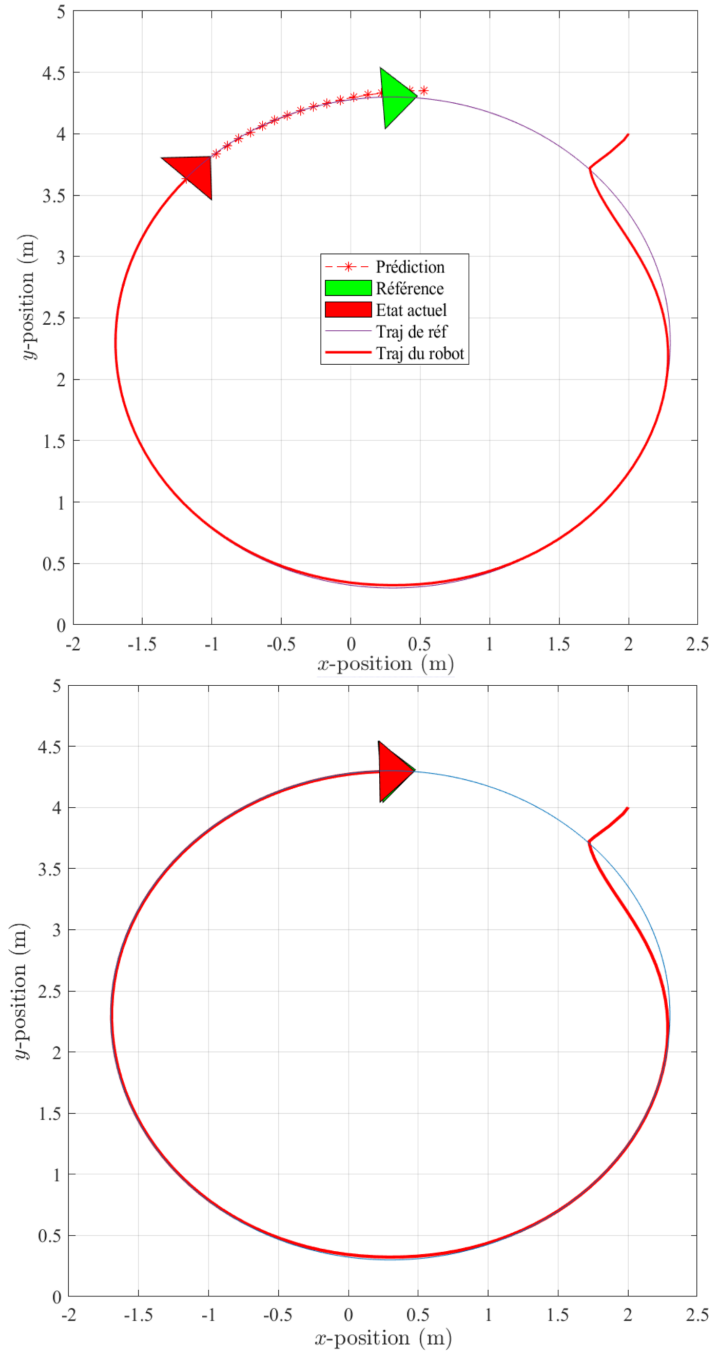 5
4.5
4
3.5
3
2.5
2
1.5
1
0.5
0
y-position (m)
Prédiction
Référence
Etat actuel
Traj de réf
Traj du robot
-2 -1.5 -1 -0.5 0 0.5 1 1.5 2 2.5
x-position (m)
5
4.5
4
3.5
3
2.5
2
1.5
1
0.5
0
y-position (m)
-2 -1.5 -1 -0.5 0 0.5 1 1.5 2 2.5
x-position (m)